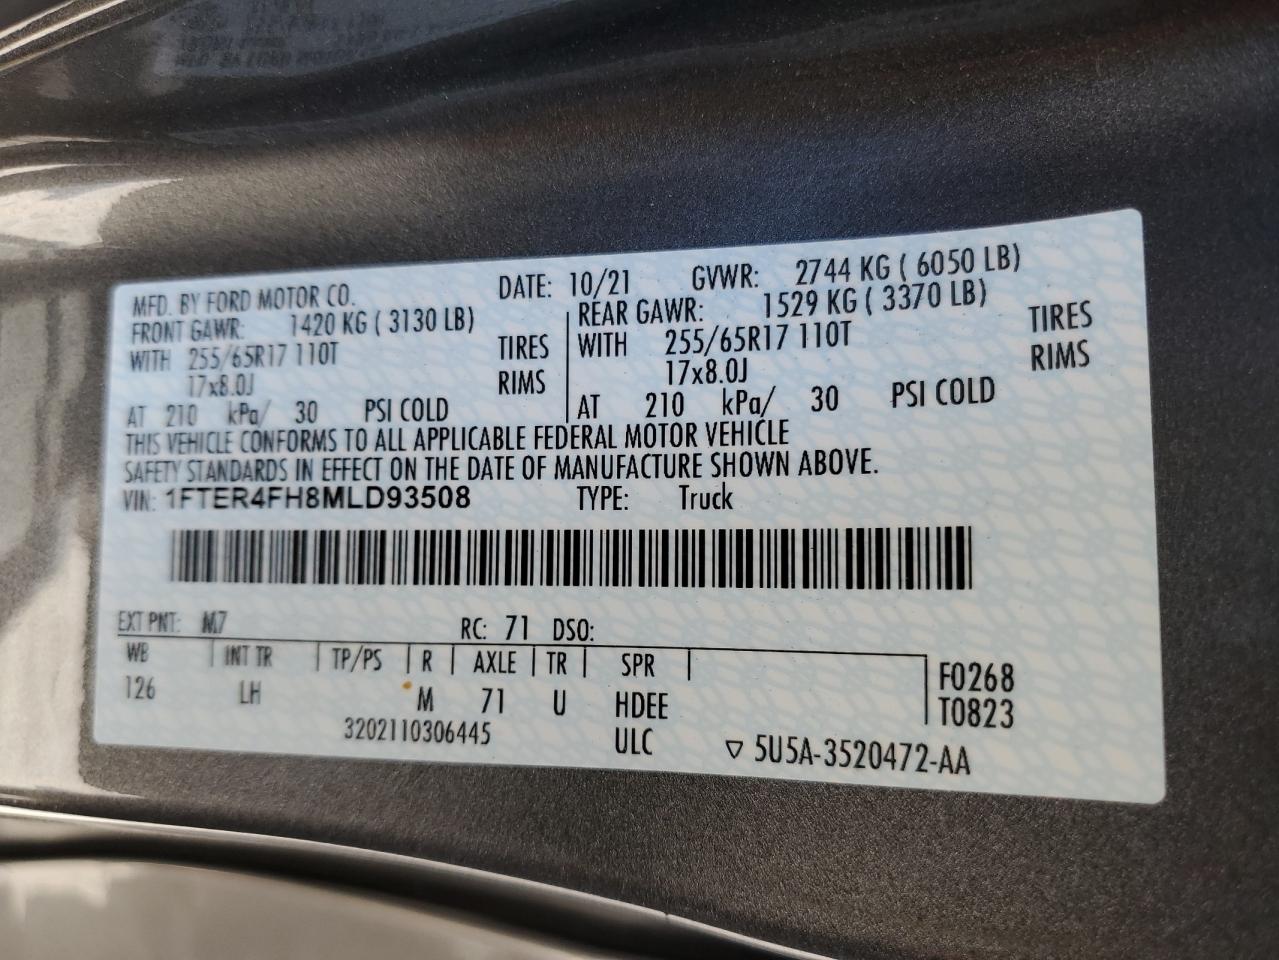 MFD. BY FORD MOTOR CO. DATE: 10/21 GVWR: 2744 KG ( 6050 LB)
FRONT GAWR: 1420 KG ( 3130 LB) REAR GAWR: 1529 KG ( 3370 LB)
WITH 255/65R17 110T TIRES WITH 255/65R17 110T TIRES
17x8.0J RIMS 17x8.0J RIMS
AT 210 kPa/ 30 PSI COLD AT 210 kPa/ 30 PSI COLD
THIS VEHICLE CONFORMS TO ALL APPLICABLE FEDERAL MOTOR VEHICLE
SAFETY STANDARDS IN EFFECT ON THE DATE OF MANUFACTURE SHOWN ABOVE.
VIN: 1FTER4FH8MLD93508 TYPE: Truck
EXT PNT: M7 RC: 71 DSO:
WB INT TR TP/PS R AXLE TR SPR F0268
126 LH M 71 U HDEE T0823
3202110306445 ULC ▽ 5U5A-3520472-AA